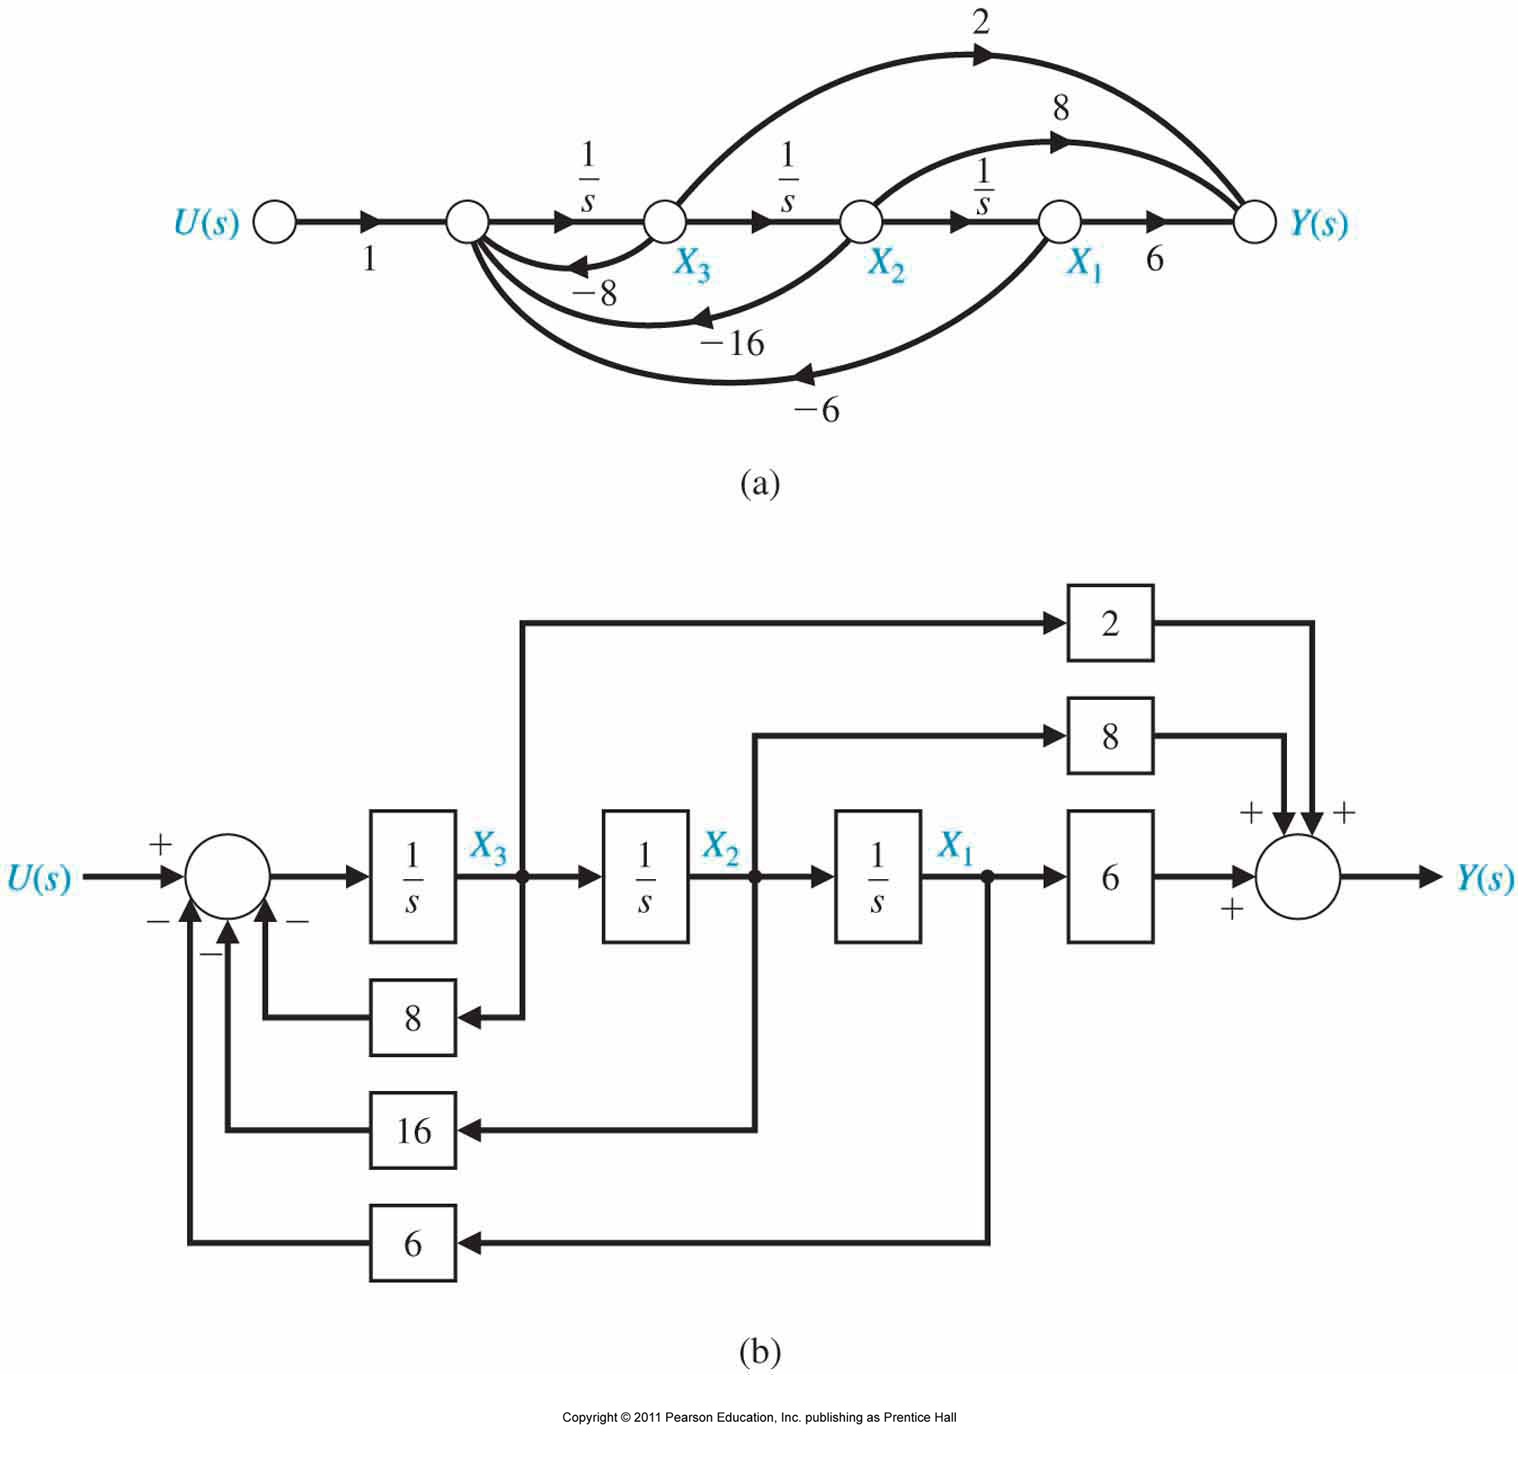 2
8
1/s 1/s 1/s
U(s) Y(s)
1 X₃ X₂ X₁ 6
−8
−16
−6
(a)
2
8
+ + +
U(s) 1/s X₃ 1/s X₂ 1/s X₁ 6 Y(s)
− − +
−
8
16
6
(b)
Copyright © 2011 Pearson Education, Inc. publishing as Prentice Hall